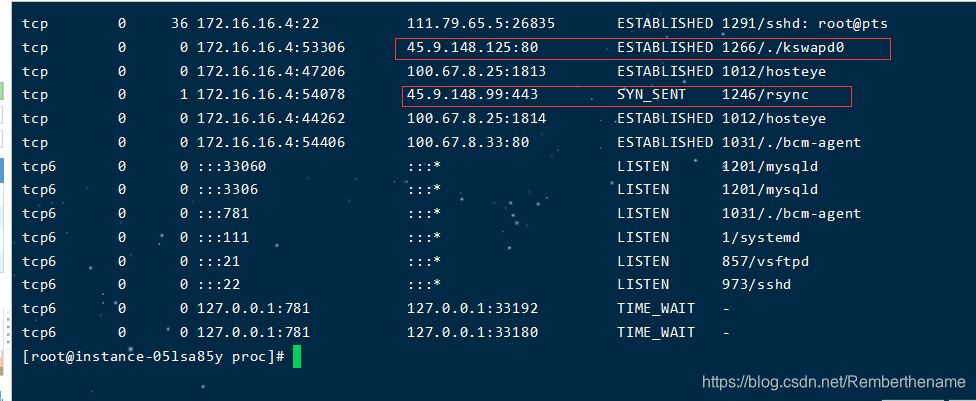 tcp 0 36 172.16.16.4:22 111.79.65.5:26835 ESTABLISHED 1291/sshd: root@pts
tcp 0 0 172.16.16.4:53306 45.9.148.125:80 ESTABLISHED 1266/./kswapd0
tcp 0 0 172.16.16.4:47206 100.67.8.25:1813 ESTABLISHED 1012/hosteye
tcp 0 1 172.16.16.4:54078 45.9.148.99:443 SYN_SENT 1246/rsync
tcp 0 0 172.16.16.4:44262 100.67.8.25:1814 ESTABLISHED 1012/hosteye
tcp 0 0 172.16.16.4:54406 100.67.8.33:80 ESTABLISHED 1031/./bcm-agent
tcp6 0 0 :::33060 :::* LISTEN 1201/mysqld
tcp6 0 0 :::3306 :::* LISTEN 1201/mysqld
tcp6 0 0 :::781 :::* LISTEN 1031/./bcm-agent
tcp6 0 0 :::111 :::* LISTEN 1/systemd
tcp6 0 0 :::21 :::* LISTEN 857/vsftpd
tcp6 0 0 :::22 :::* LISTEN 973/sshd
tcp6 0 0 127.0.0.1:781 127.0.0.1:33192 TIME_WAIT -
tcp6 0 0 127.0.0.1:781 127.0.0.1:33180 TIME_WAIT -
[root@instance-05lsa85y proc]#
https://blog.csdn.net/Remberthename